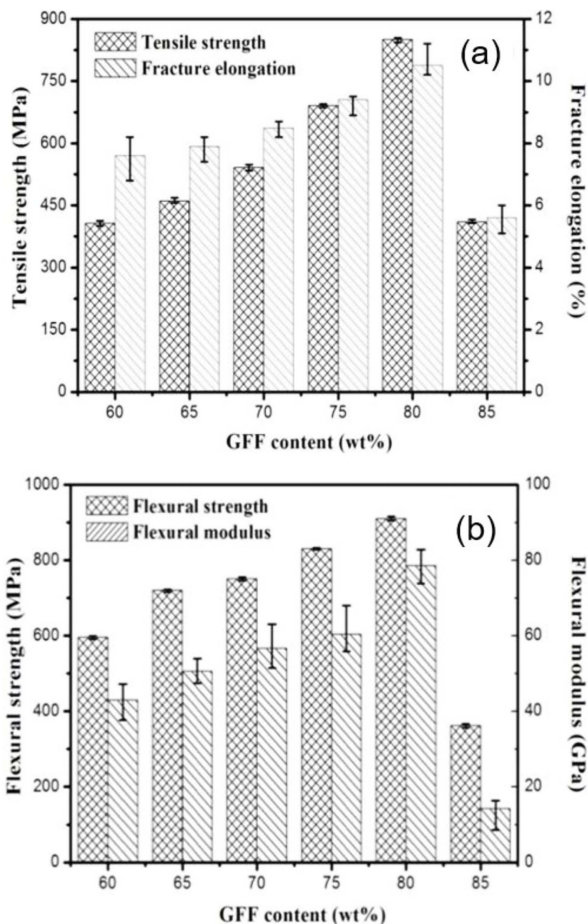 (a)
Tensile strength
Fracture elongation
Tensile strength (MPa)
900
750
600
450
300
150
0
Fracture elongation (%)
12
10
8
6
4
2
0
60 65 70 75 80 85
GFF content (wt%)
(b)
Flexural strength
Flexural modulus
Flexural strength (MPa)
1000
800
600
400
200
0
Flexural modulus (GPa)
100
80
60
40
20
0
60 65 70 75 80 85
GFF content (wt%)